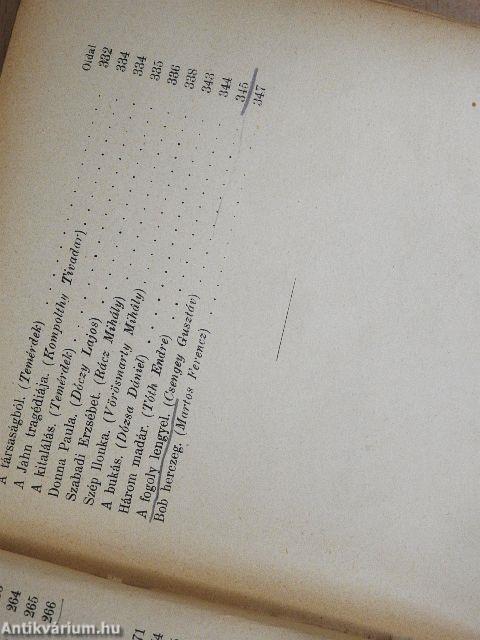 Oldal
A társaságból. (Temérdek) . . . . . 332
A Jahn tragédiája. (Kompolthy Tivadar) . . . . . 334
A kitalálás. (Temérdek) . . . . . 334
Donna Paula. (Dóczy Lajos) . . . . . 335
Szabadi Erzsébet. (Rácz Mihály) . . . . . 336
Szép Ilonka. (Vörösmarty Mihály) . . . . . 338
A bukás. (Dózsa Dániel) . . . . . 343
Három madár. (Tóth Endre) . . . . . 344
A fogoly lengyel. (Csengey Gusztáv) . . . . . 345
Bob herczeg. (Martos Ferencz) . . . . . 347
264
265
266
Antikvárium.hu